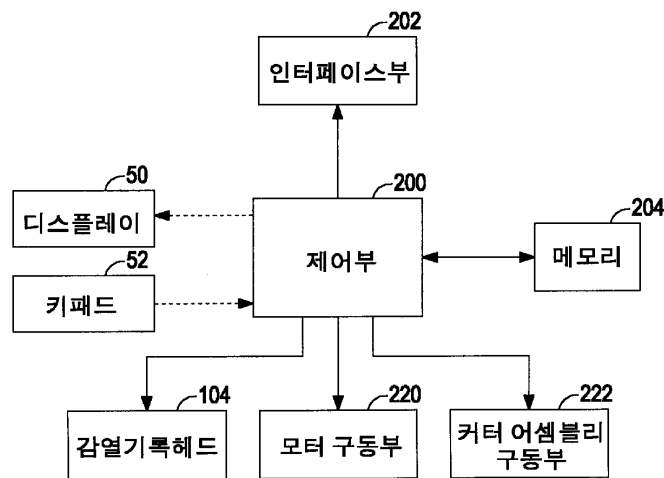 202
인터페이스부
50
디스플레이
200
제어부
204
메모리
52
키패드
104
감열기록헤드
220
모터 구동부
222
커터 어셈블리
구동부